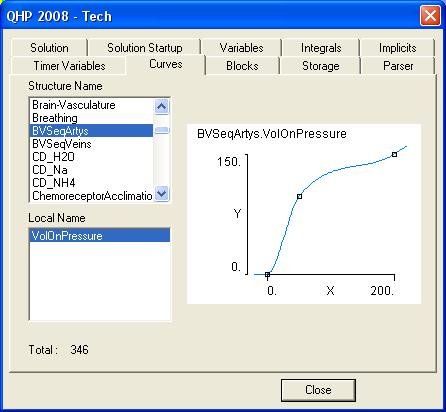 QHP 2008 - Tech
Solution
Solution Startup
Variables
Integrals
Implicits
Timer Variables
Curves
Blocks
Storage
Parser
Structure Name
Brain-Vasculature
Breathing
BVSeqArtys
BVSeqVeins
CD_H2O
CD_Na
CD_NH4
ChemoreceptorAcclimatio
Local Name
VolOnPressure
Total : 346
BVSeqArtys.VolOnPressure
150.
Y
0.
0. X 200.
Close